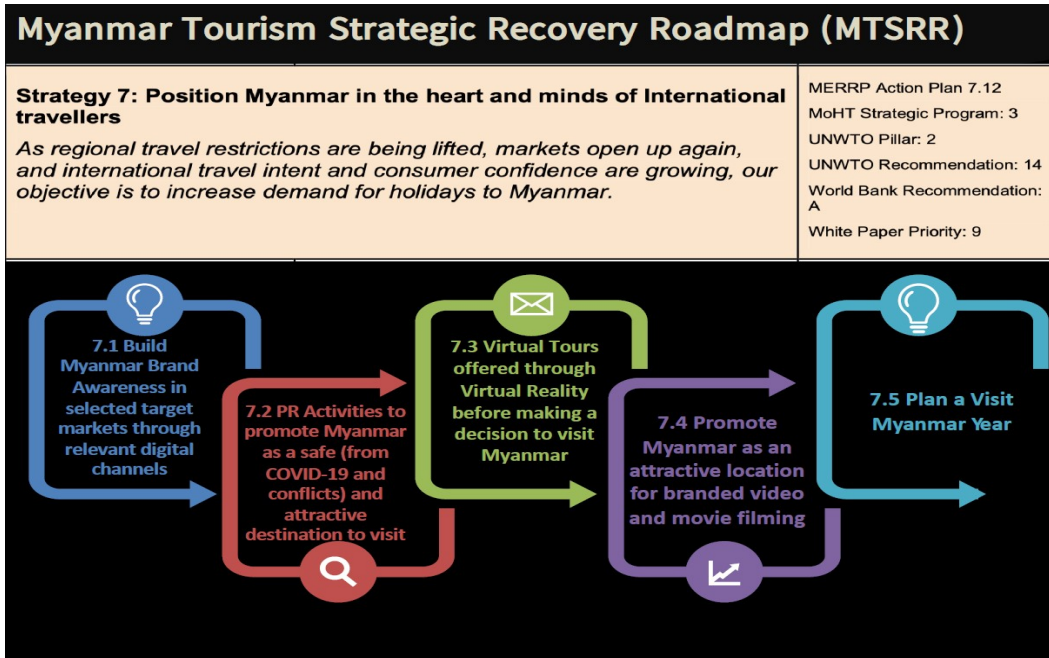 Myanmar Tourism Strategic Recovery Roadmap (MTSRR)
Strategy 7: Position Myanmar in the heart and minds of International
travellers
As regional travel restrictions are being lifted, markets open up again,
and international travel intent and consumer confidence are growing, our
objective is to increase demand for holidays to Myanmar.
MERRP Action Plan 7.12
MoHT Strategic Program: 3
UNWTO Pillar: 2
UNWTO Recommendation: 14
World Bank Recommendation:
A
White Paper Priority: 9
7.1 Build
Myanmar Brand
Awareness in
selected target
markets through
relevant digital
channels
7.2 PR Activities to
promote Myanmar
as a safe (from
COVID-19 and
conflicts) and
attractive
destination to visit
7.3 Virtual Tours
offered through
Virtual Reality
before making a
decision to visit
Myanmar
7.4 Promote
Myanmar as an
attractive location
for branded video
and movie filming
7.5 Plan a Visit
Myanmar Year